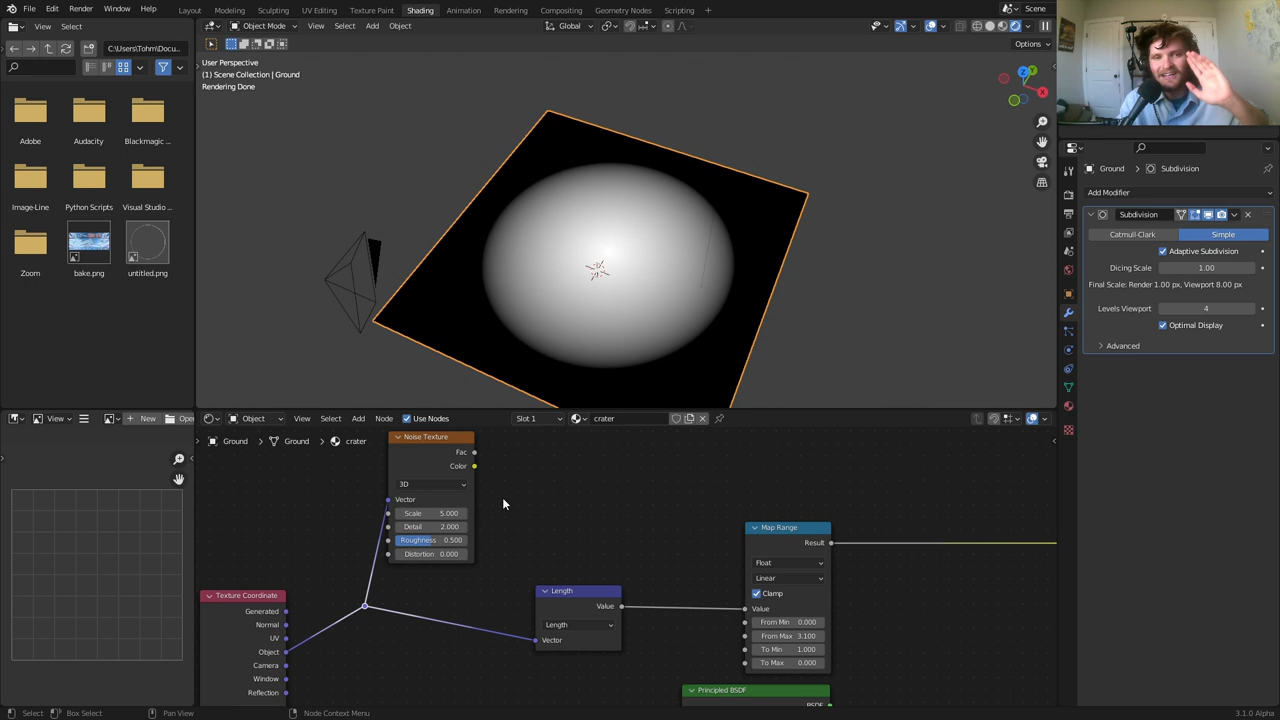 File Edit Render Window Help
Layout Modeling Sculpting UV Editing Texture Paint Shading Animation Rendering Compositing Geometry Nodes Scripting +
Scene
View Select
Object Mode View Select Add Object
Global
C:\Users\Tohm\Docu...
Options
User Perspective
(1) Scene Collection | Ground
Rendering Done
Z
Y
X
Adobe Audacity Blackmagic ...
Image-Line Python Scripts Visual Studio ...
Zoom bake.png untitled.png
Ground > Subdivision
Add Modifier
Subdivision
Catmull-Clark Simple
Adaptive Subdivision
Dicing Scale 1.00
Final Scale: Render 1.00 px, Viewport 8.00 px
Levels Viewport 4
Optimal Display
> Advanced
View + New Open
Object View Select Add Node Use Nodes Slot 1 crater
Ground > Ground > crater
Noise Texture
Fac
Color
3D
Vector
Scale 5.000
Detail 2.000
Roughness 0.500
Distortion 0.000
Texture Coordinate
Generated
Normal
UV
Object
Camera
Window
Reflection
Length
Value
Length
Vector
Map Range
Result
Float
Linear
Clamp
Value
From Min 0.000
From Max 3.100
To Min 1.000
To Max 0.000
Principled BSDF
BSDF
Select Box Select Pan View Node Context Menu 3.1.0 Alpha